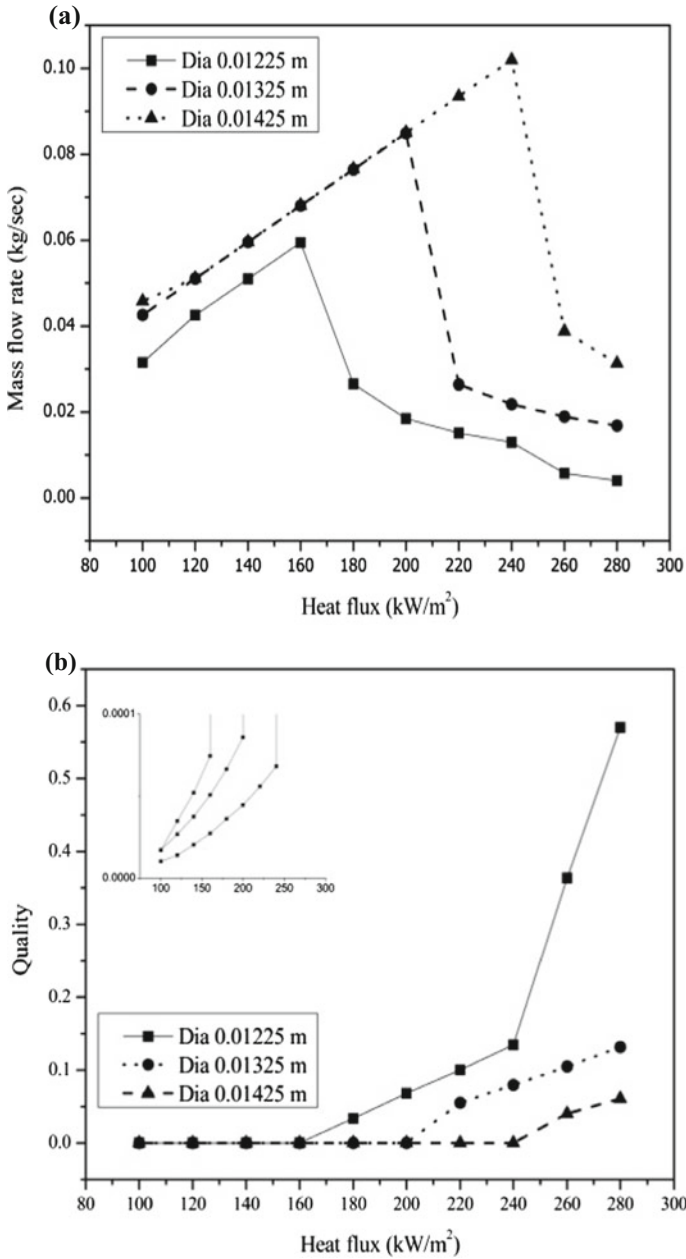 (a)
Dia 0.01225 m
Dia 0.01325 m
Dia 0.01425 m
0.10
0.08
0.06
0.04
0.02
0.00
Mass flow rate (kg/sec)
80 100 120 140 160 180 200 220 240 260 280 300
Heat flux (kW/m²)
(b)
0.6
0.5
0.4
0.3
0.2
0.1
0.0
Quality
0.0001
0.0000
100 150 200 250 300
Dia 0.01225 m
Dia 0.01325 m
Dia 0.01425 m
80 100 120 140 160 180 200 220 240 260 280 300
Heat flux (kW/m²)